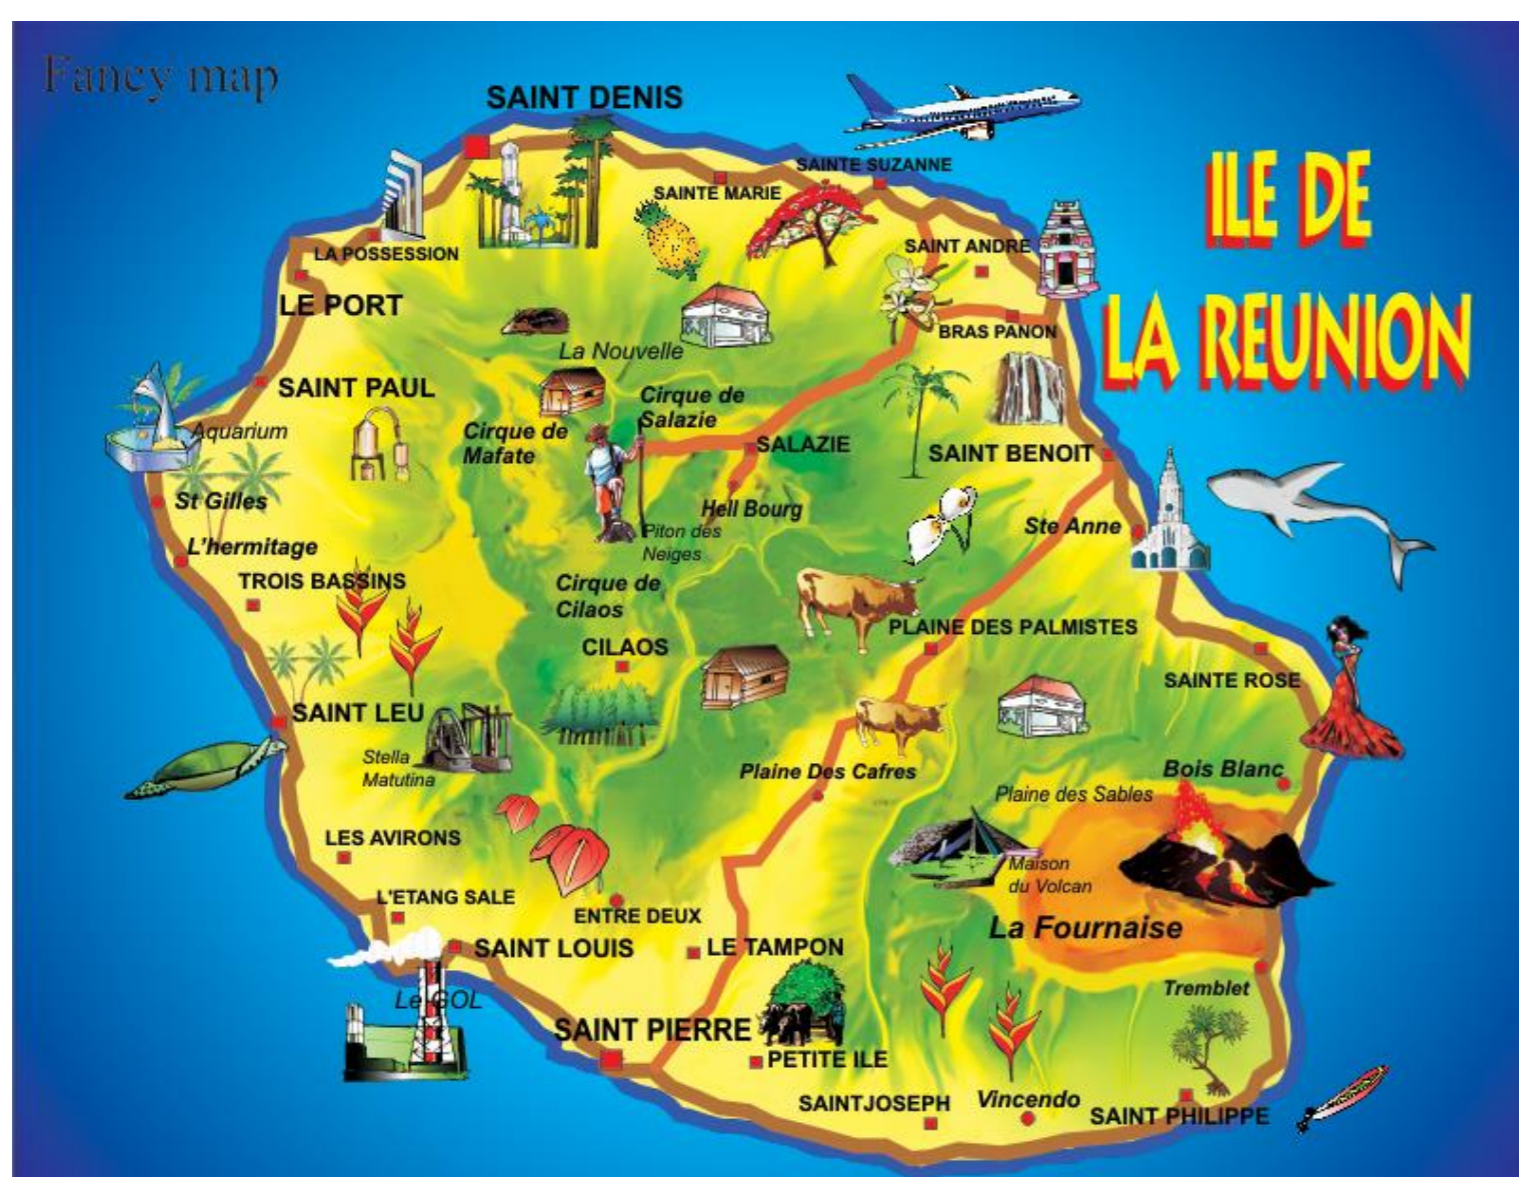 Fancy map
SAINT DENIS
ILE DE
LA REUNION
SAINTE SUZANNE
SAINTE MARIE
SAINT ANDRE
LA POSSESSION
LE PORT
BRAS PANON
La Nouvelle
SAINT PAUL
Cirque de
Salazie
Aquarium
Cirque de
Mafate
SALAZIE
SAINT BENOIT
St Gilles
Hell Bourg
Ste Anne
Piton des
Neiges
L'hermitage
TROIS BASSINS
Cirque de
Cilaos
PLAINE DES PALMISTES
CILAOS
SAINTE ROSE
SAINT LEU
Stella
Matutina
Plaine Des Cafres
Bois Blanc
Plaine des Sables
LES AVIRONS
Maison
du Volcan
L'ETANG SALE
ENTRE DEUX
La Fournaise
SAINT LOUIS
LE TAMPON
Le GOL
Tremblet
SAINT PIERRE
PETITE ILE
SAINTJOSEPH
Vincendo
SAINT PHILIPPE